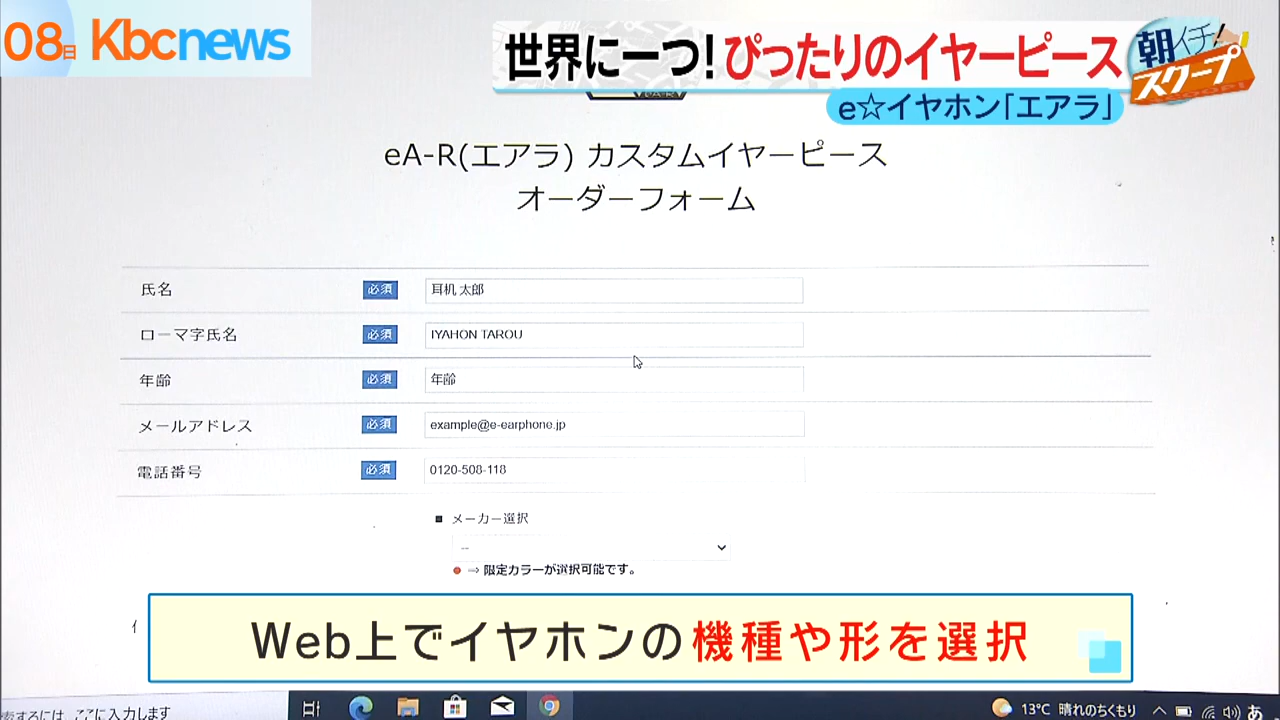 08日 Kbcnews
世界に一つ!ぴったりのイヤーピース
朝イチ!
スクープ
SCOOP!
e☆イヤホン「エアラ」
eA-R(エアラ) カスタムイヤーピース
オーダーフォーム
氏名 必須 耳机 太郎
ローマ字氏名 必須 IYAHON TAROU
年齢 必須 年齢
メールアドレス 必須 example@e-earphone.jp
電話番号 必須 0120-508-118
■ メーカー選択
--
⇒ 限定カラーが選択可能です。
Web上でイヤホンの機種や形を選択
索するには、ここに入力します
13°C 晴れのちくもり
あ